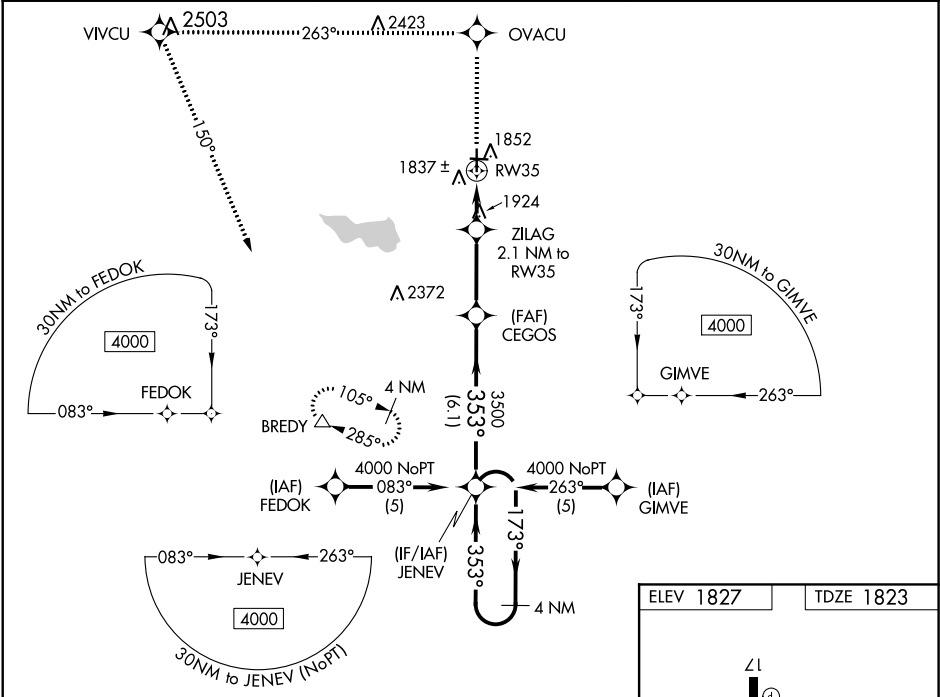 VIVCU
2503
263°
2423
OVACU
150°
1852
1837 ±
RW35
1924
ZILAG
2.1 NM to
RW35
30NM to FEDOK
173°
4000
FEDOK
083°
2372
(FAF)
CEGOS
30NM to GIMVE
173°
4000
GIMVE
263°
105°
4 NM
BREDY
285°
3500
353°
(6.1)
4000 NoPT
083°
(5)
(IAF)
FEDOK
4000 NoPT
263°
(5)
(IAF)
GIMVE
(IF/IAF)
JENEV
353°
173°
4 NM
083°
263°
JENEV
4000
30NM to JENEV (NoPT)
ELEV 1827
TDZE 1823
17
P